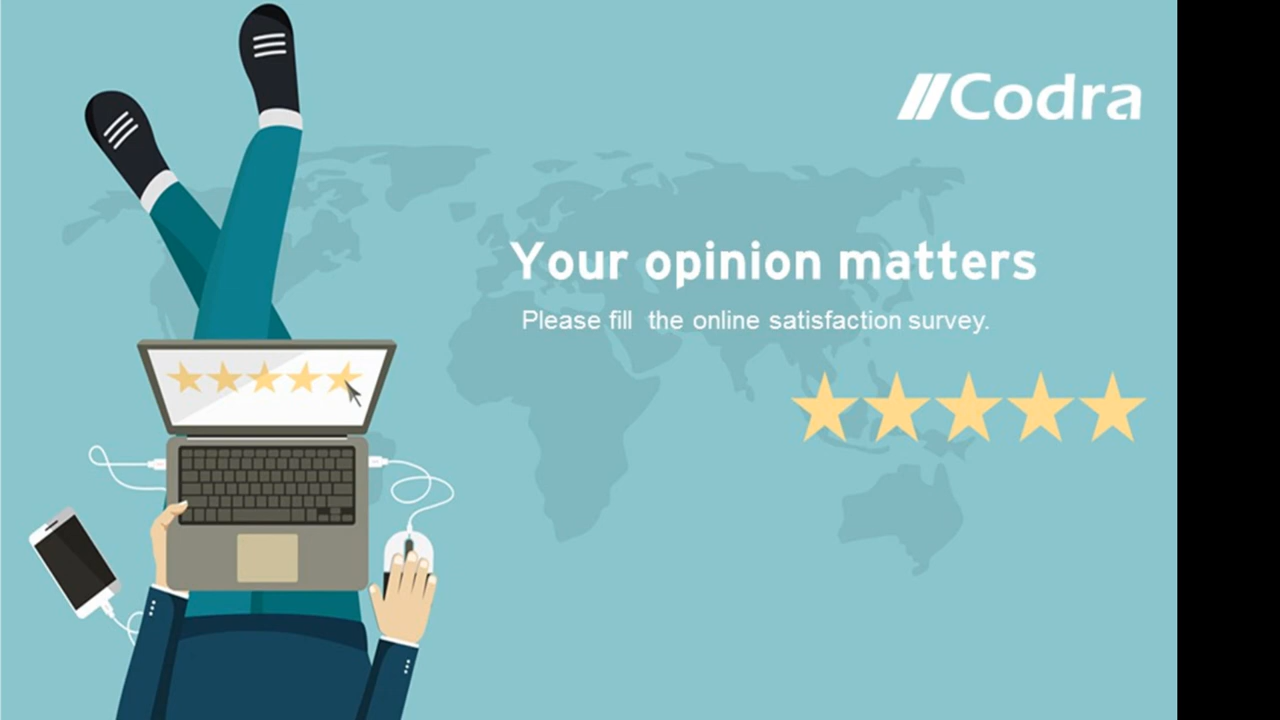 Codra
Your opinion matters
Please fill  the online satisfaction survey.